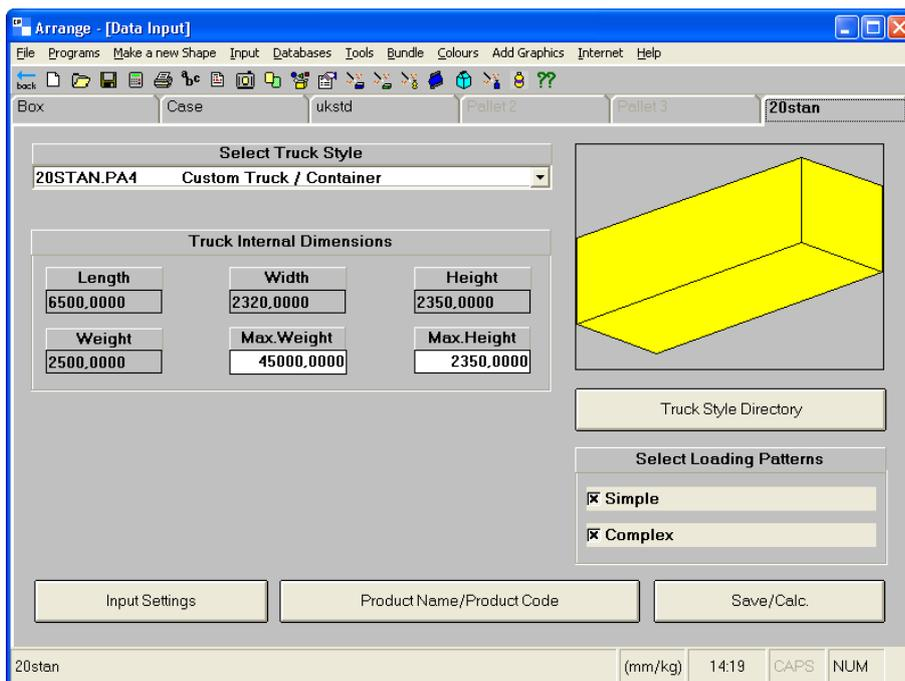 Arrange - [Data Input]
File Programs Make a new Shape Input Databases Tools Bundle Colours Add Graphics Internet Help
back abc ??
Box Case ukstd Pallet 2 Pallet 3 20stan
Select Truck Style
20STAN.PA4 Custom Truck / Container
Truck Internal Dimensions
Length Width Height
6500,0000 2320,0000 2350,0000
Weight Max.Weight Max.Height
2500,0000 45000,0000 2350,0000
Truck Style Directory
Select Loading Patterns
Simple
Complex
Input Settings Product Name/Product Code Save/Calc.
20stan (mm/kg) 14:19 CAPS NUM